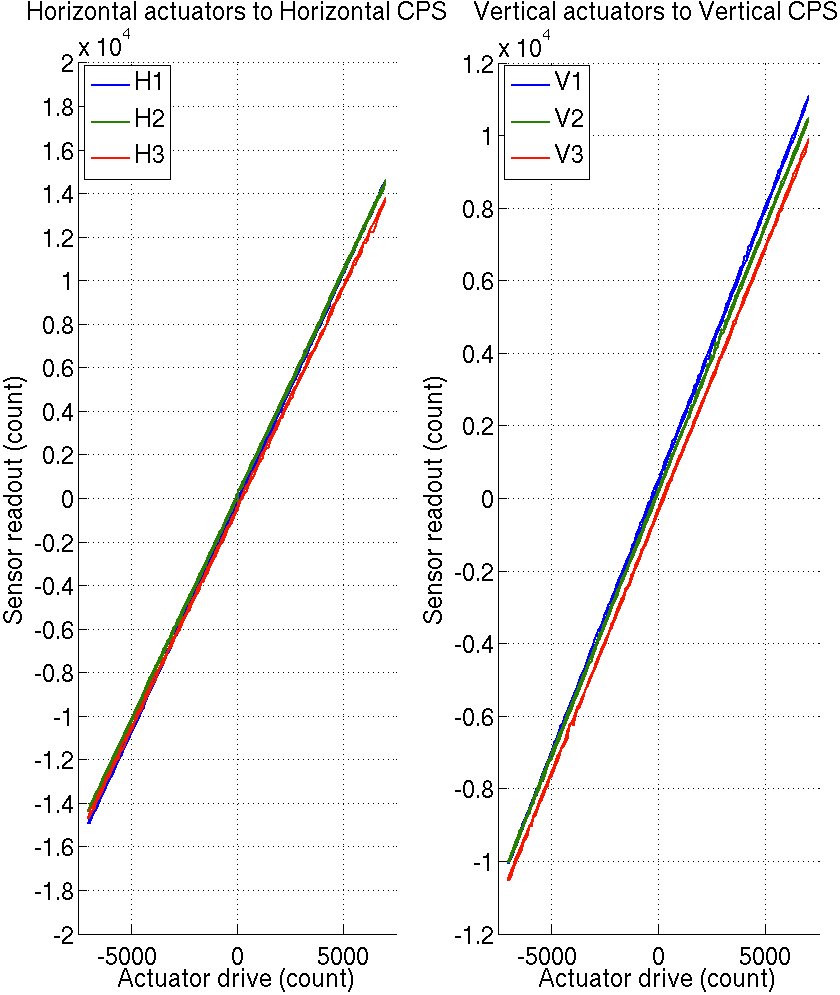 Horizontal actuators to Horizontal CPS
x 10^4
2
1.8
1.6
1.4
1.2
1
0.8
0.6
0.4
0.2
0
-0.2
-0.4
-0.6
-0.8
-1
-1.2
-1.4
-1.6
-1.8
-2
H1
H2
H3
Sensor readout (count)
-5000 0 5000
Actuator drive (count)
Vertical actuators to Vertical CPS
x 10^4
1.2
1
0.8
0.6
0.4
0.2
0
-0.2
-0.4
-0.6
-0.8
-1
-1.2
V1
V2
V3
Sensor readout (count)
-5000 0 5000
Actuator drive (count)